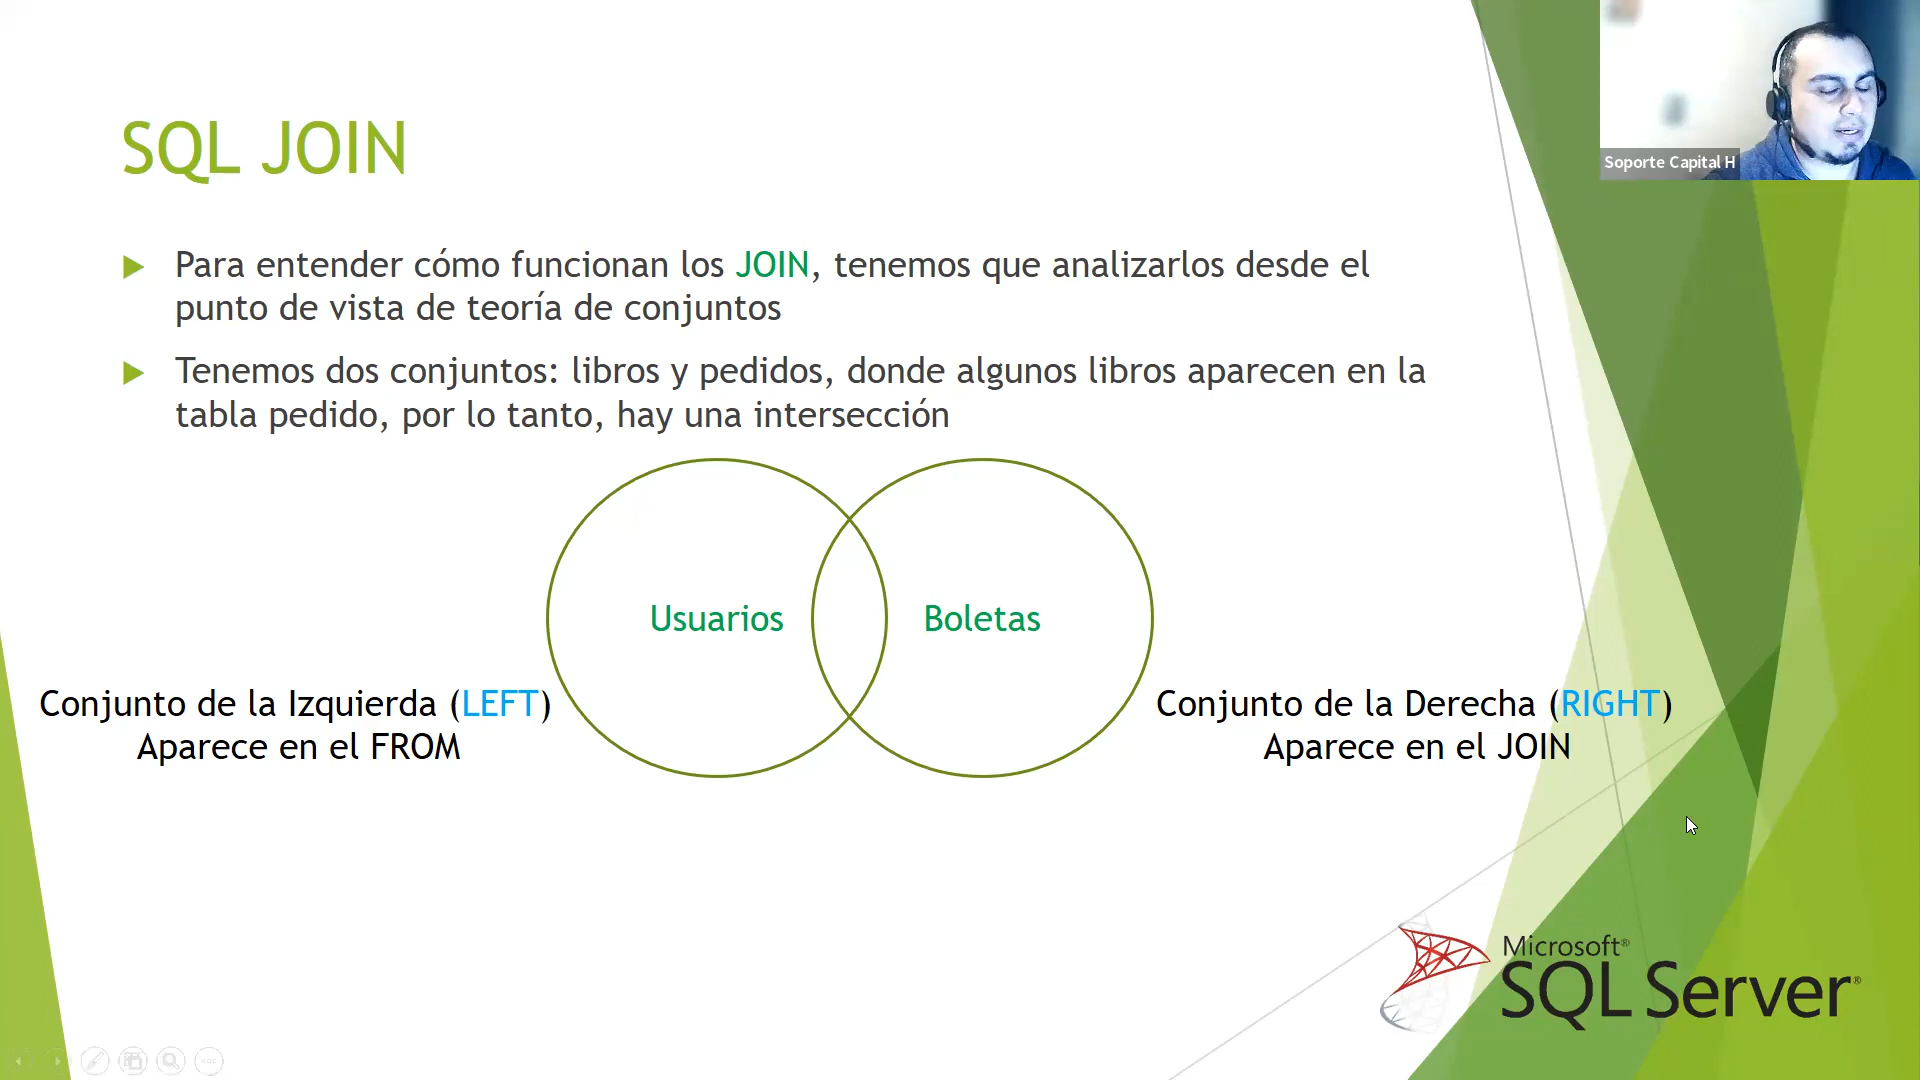 Soporte Capital H
SQL JOIN
Para entender cómo funcionan los JOIN, tenemos que analizarlos desde el
punto de vista de teoría de conjuntos
Tenemos dos conjuntos: libros y pedidos, donde algunos libros aparecen en la
tabla pedido, por lo tanto, hay una intersección
Usuarios
Boletas
Conjunto de la Izquierda (LEFT)
Aparece en el FROM
Conjunto de la Derecha (RIGHT)
Aparece en el JOIN
Microsoft®
SQL Server®